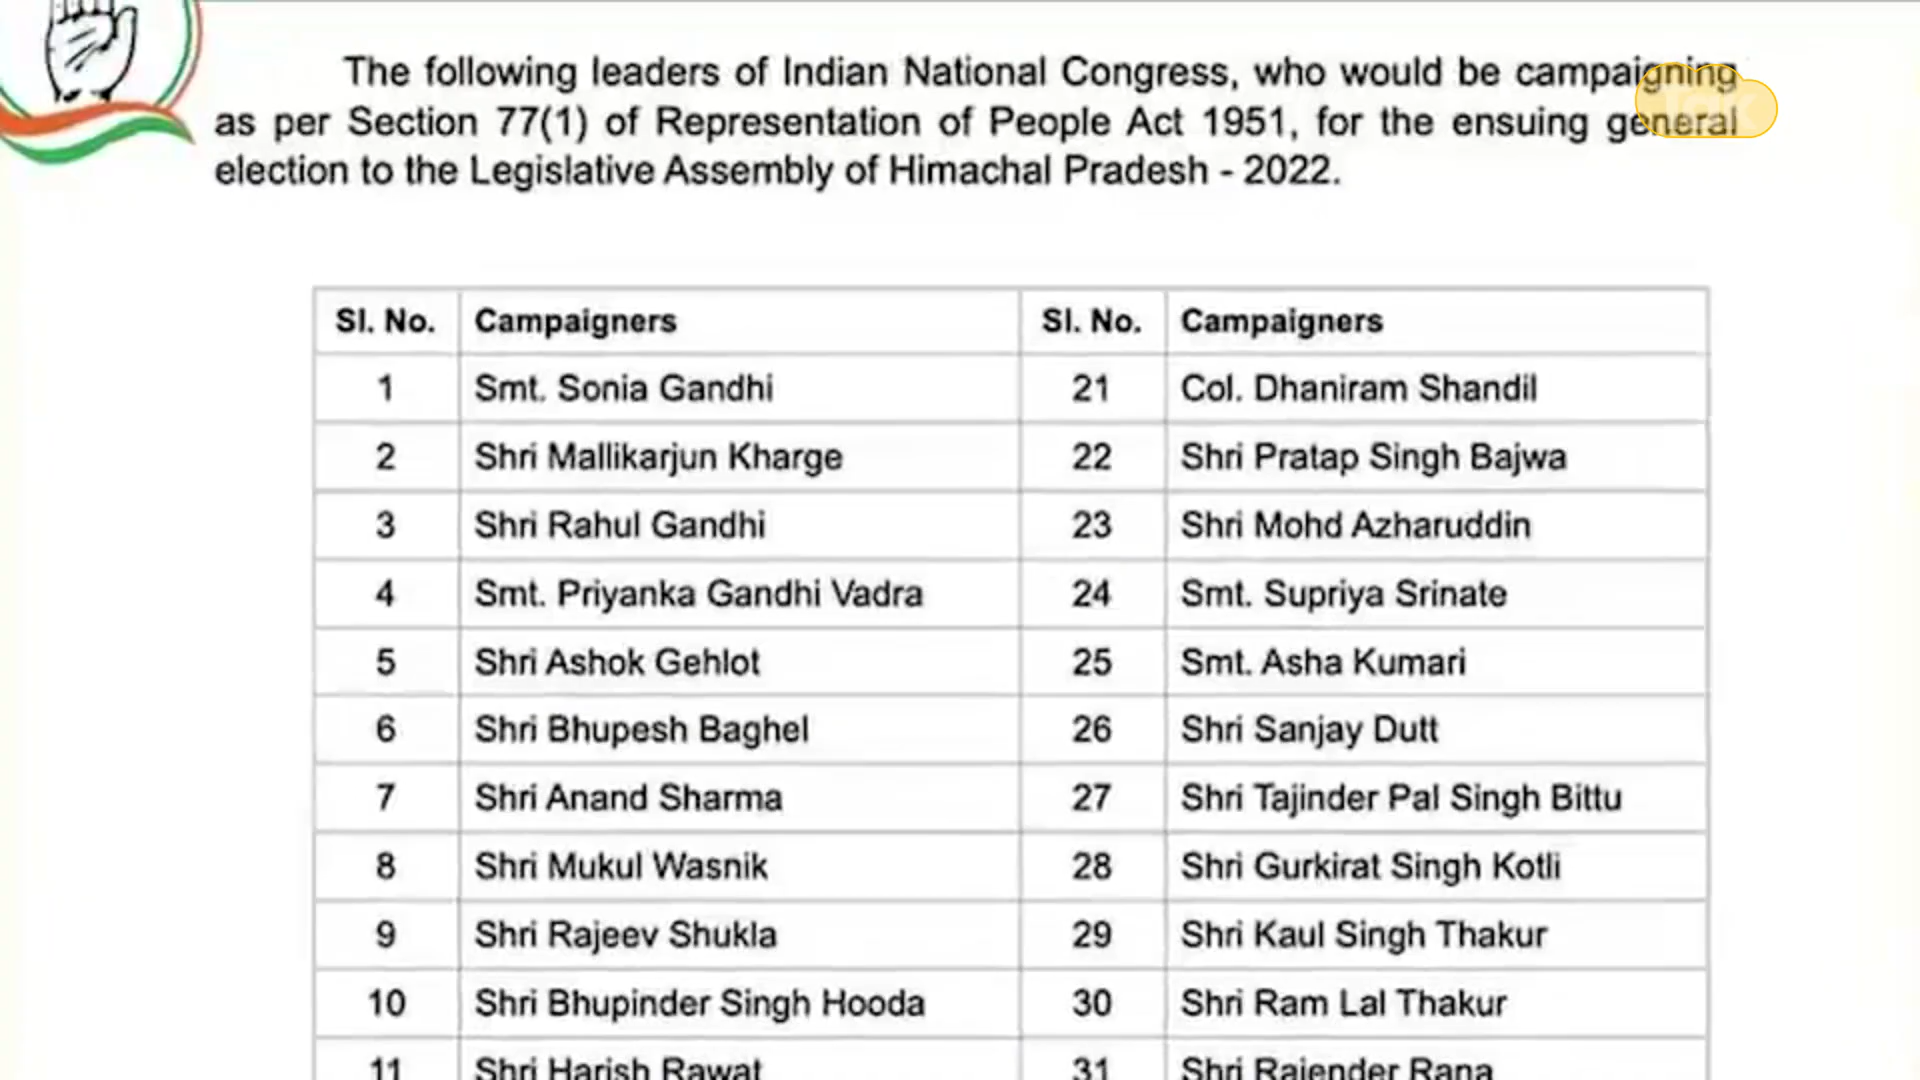 The following leaders of Indian National Congress, who would be campaigning
as per Section 77(1) of Representation of People Act 1951, for the ensuing general
election to the Legislative Assembly of Himachal Pradesh - 2022.
Tak
Sl. No. Campaigners Sl. No. Campaigners
1 Smt. Sonia Gandhi 21 Col. Dhaniram Shandil
2 Shri Mallikarjun Kharge 22 Shri Pratap Singh Bajwa
3 Shri Rahul Gandhi 23 Shri Mohd Azharuddin
4 Smt. Priyanka Gandhi Vadra 24 Smt. Supriya Srinate
5 Shri Ashok Gehlot 25 Smt. Asha Kumari
6 Shri Bhupesh Baghel 26 Shri Sanjay Dutt
7 Shri Anand Sharma 27 Shri Tajinder Pal Singh Bittu
8 Shri Mukul Wasnik 28 Shri Gurkirat Singh Kotli
9 Shri Rajeev Shukla 29 Shri Kaul Singh Thakur
10 Shri Bhupinder Singh Hooda 30 Shri Ram Lal Thakur
11 Shri Harish Rawat 31 Shri Rajender Rana